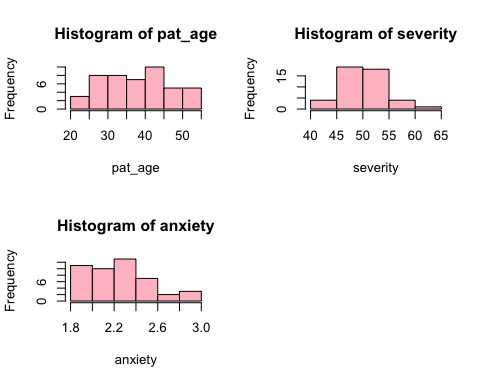 Histogram of pat_age
Frequency
0 6
20 30 40 50
pat_age
Histogram of severity
Frequency
0 15
40 45 50 55 60 65
severity
Histogram of anxiety
Frequency
0 6
1.8 2.2 2.6 3.0
anxiety